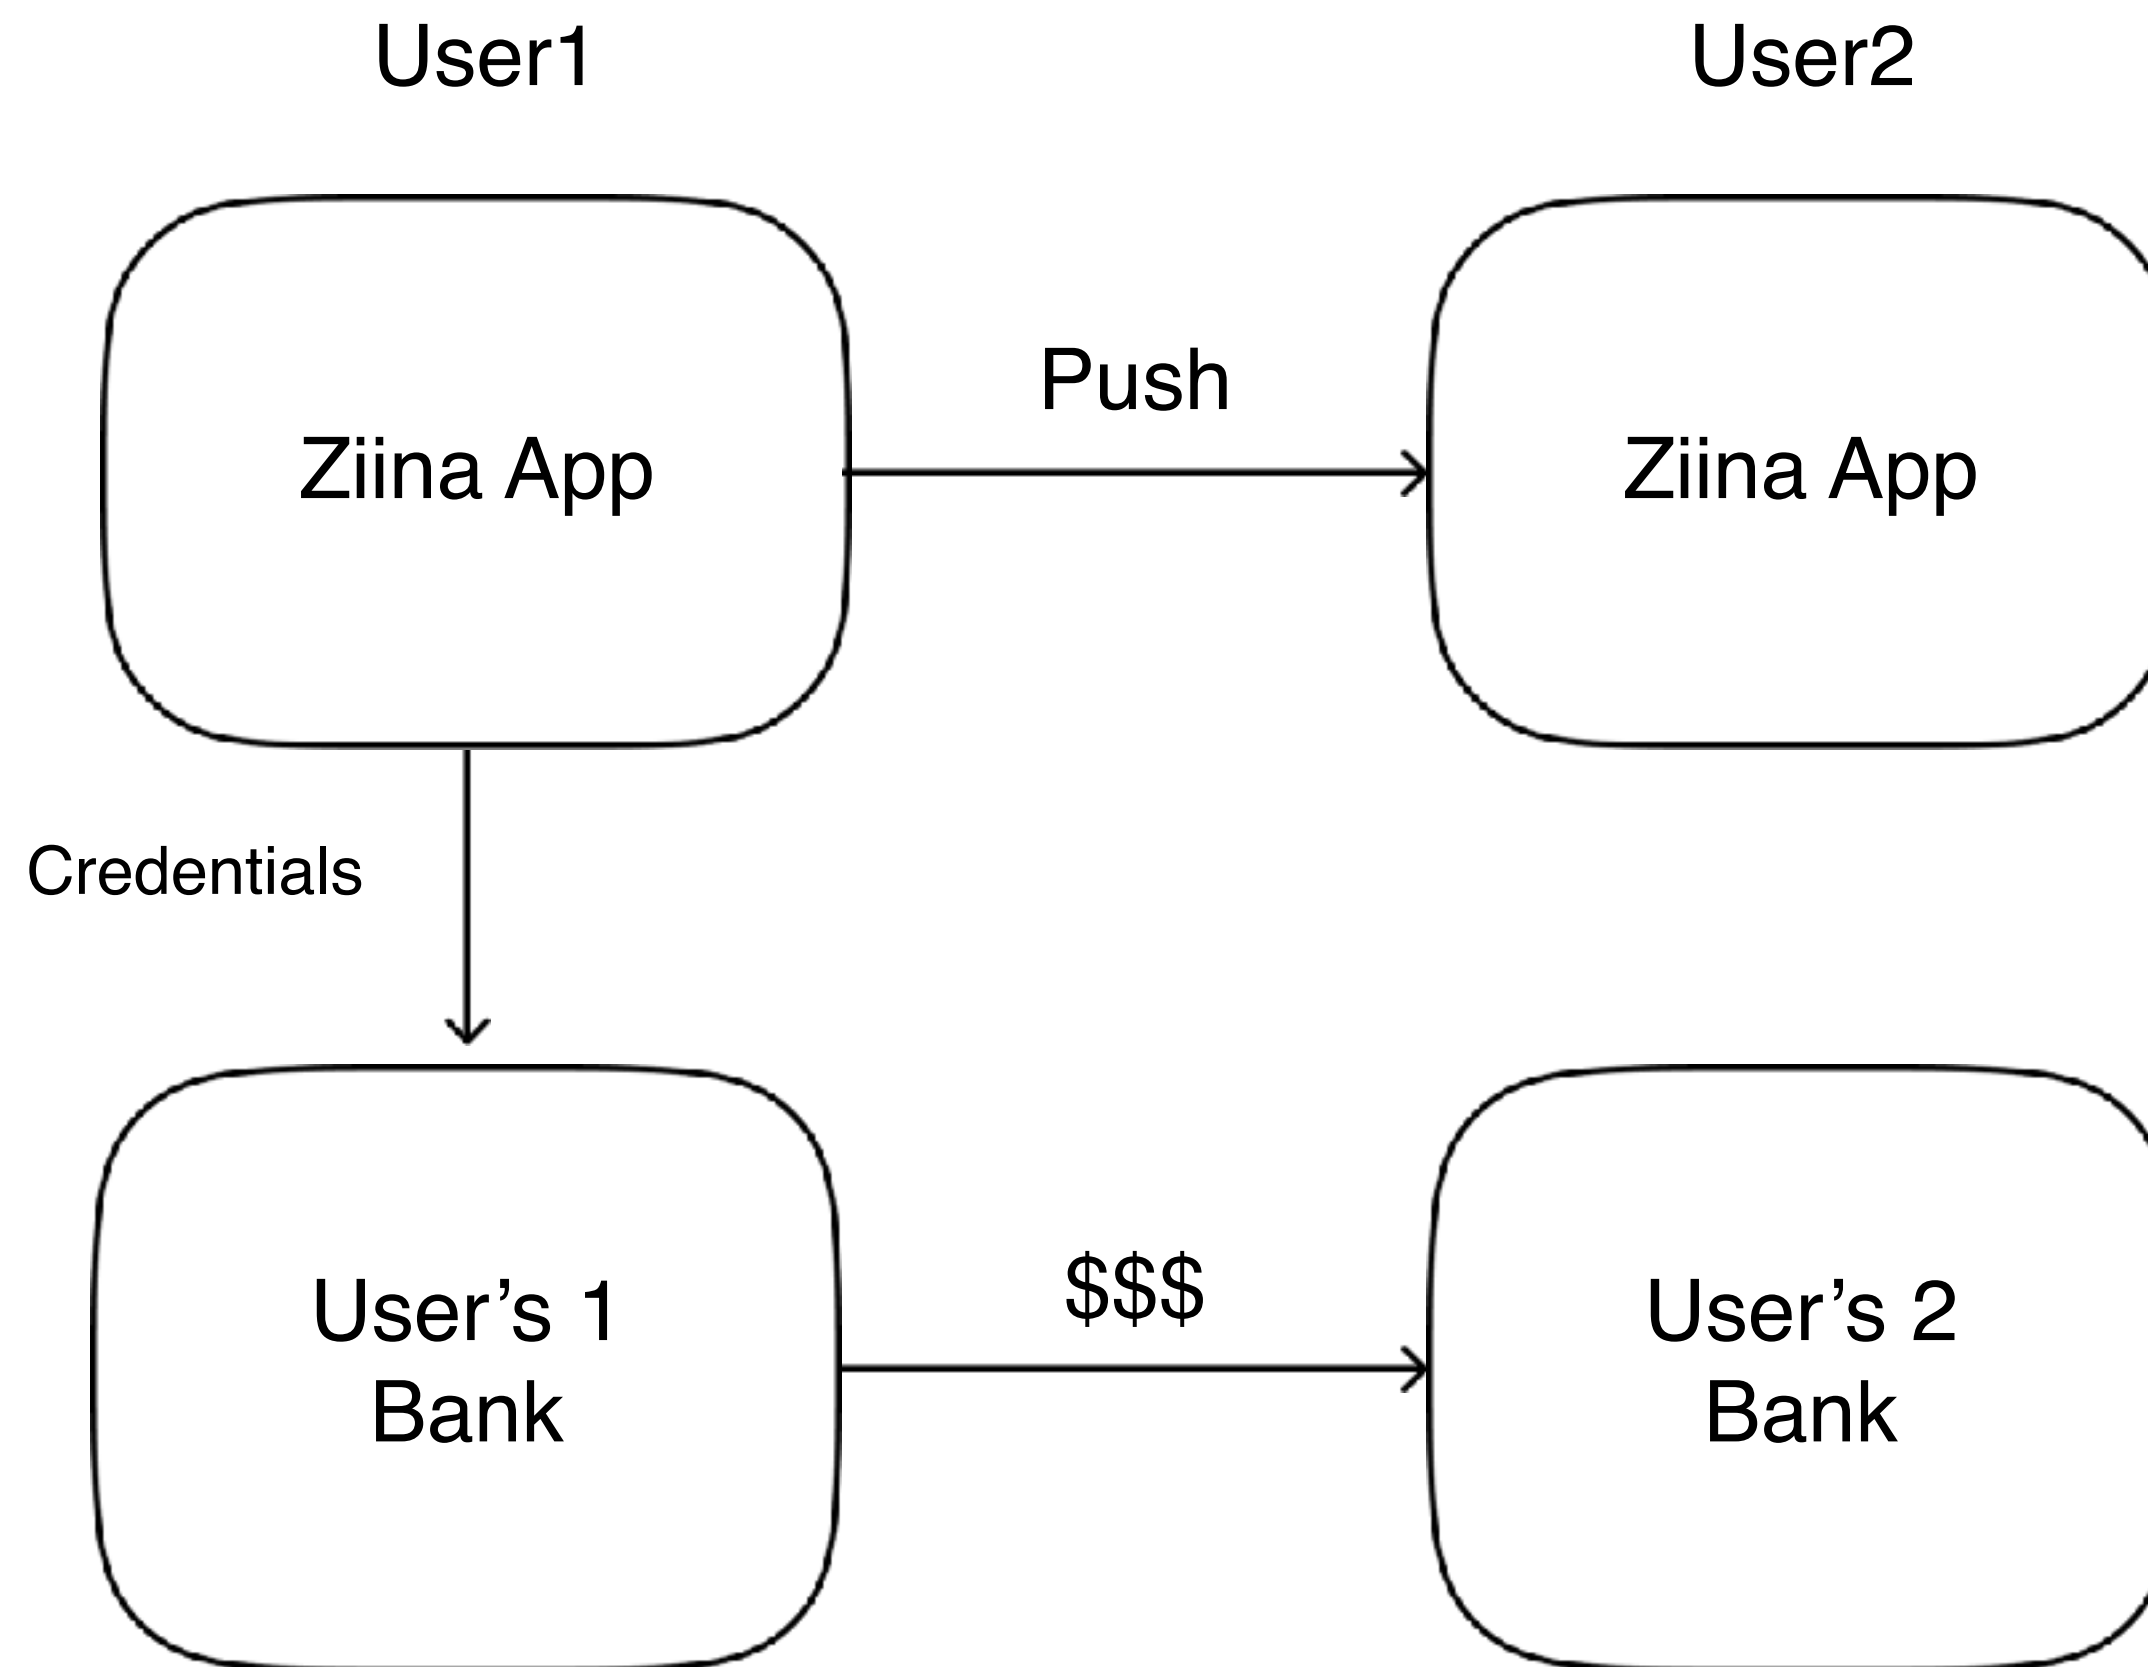 User1
User2
Push
Ziina App
Ziina App
Credentials
$$$
User’s 1
Bank
User’s 2
Bank